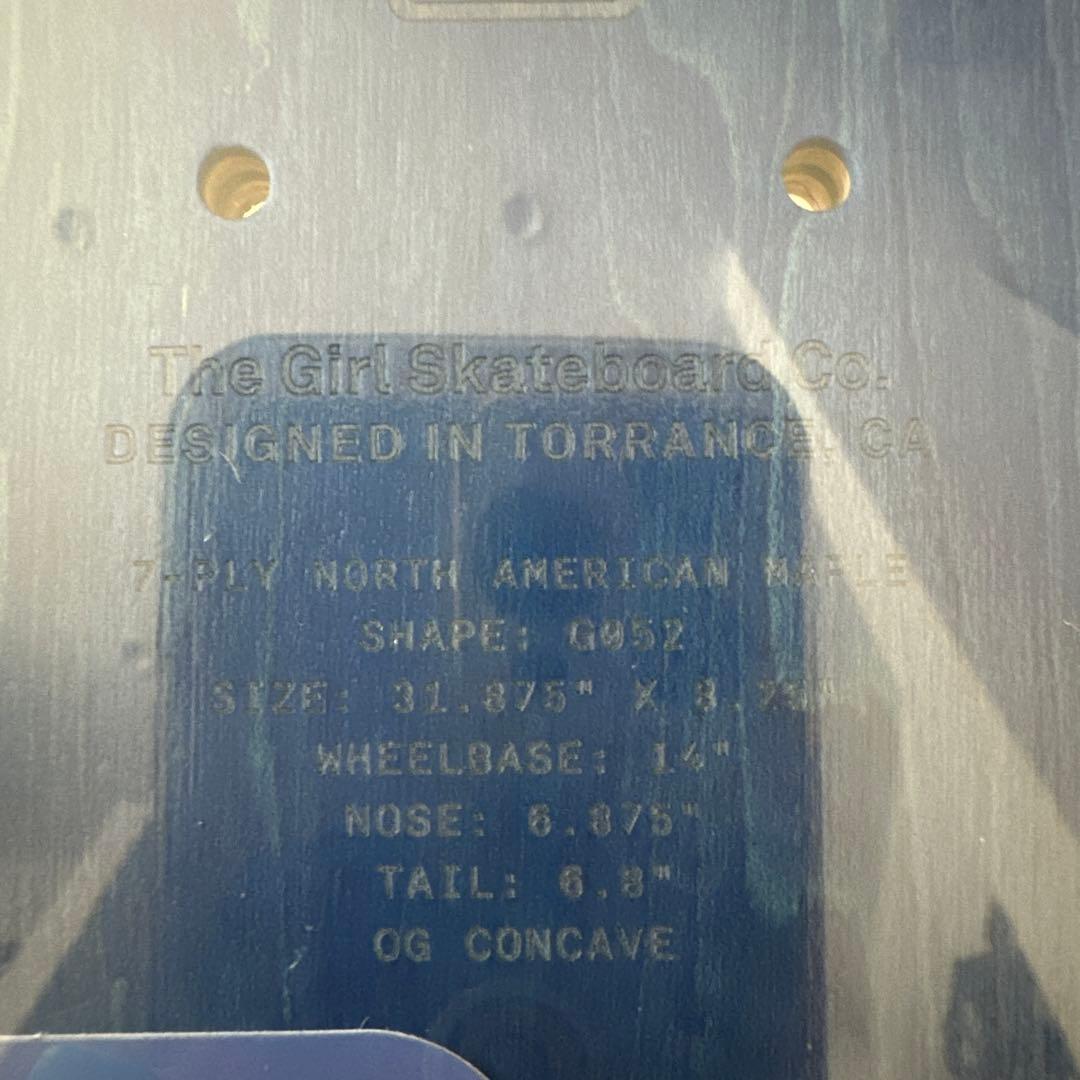 The Girl Skateboard Co.
DESIGNED IN TORRANCE, CA
7-PLY NORTH AMERICAN MAPLE
SHAPE: G052
SIZE: 31.875" X
WHEELBASE: 14"
NOSE: 6.875"
TAIL: 6.8"
OG CONCAVE